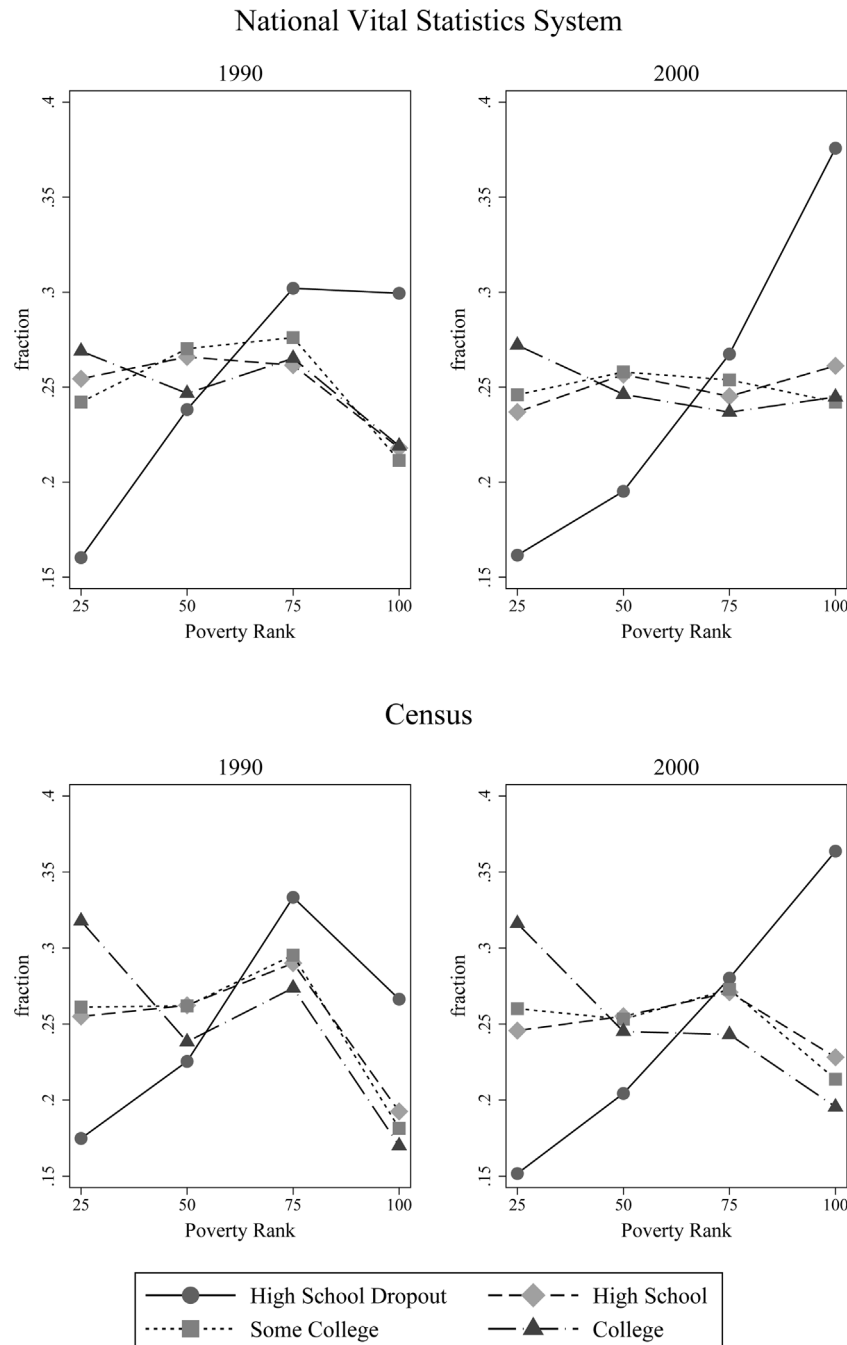 National Vital Statistics System
1990
2000
fraction
.4
.35
.3
.25
.2
.15
25 50 75 100
Poverty Rank
fraction
.4
.35
.3
.25
.2
.15
25 50 75 100
Poverty Rank
Census
1990
2000
fraction
.4
.35
.3
.25
.2
.15
25 50 75 100
Poverty Rank
fraction
.4
.35
.3
.25
.2
.15
25 50 75 100
Poverty Rank
High School Dropout
High School
Some College
College